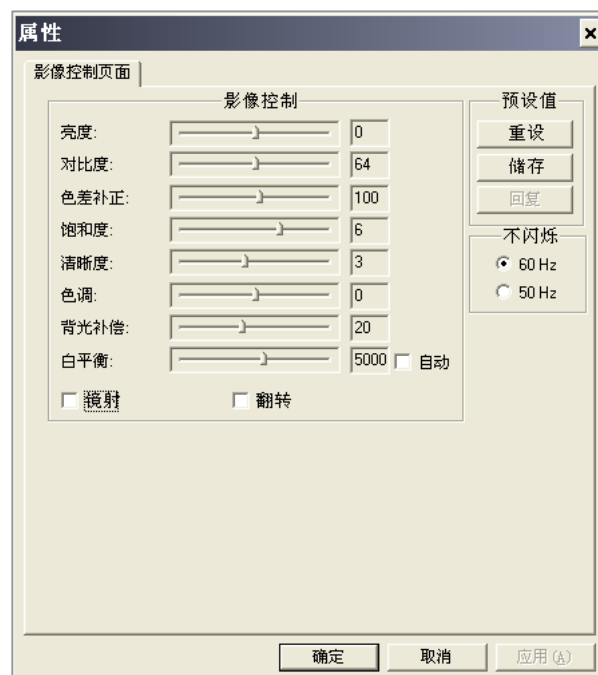 属性
影像控制页面
影像控制
亮度: 0
对比度: 64
色差补正: 100
饱和度: 6
清晰度: 3
色调: 0
背光补偿: 20
白平衡: 5000 自动
镜射 翻转
预设值
重设
储存
回复
不闪烁
60 Hz
50 Hz
确定 取消 应用(A)